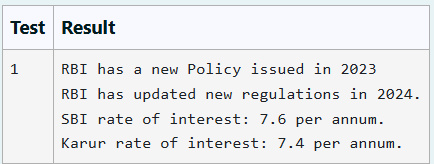 Test Result
1 RBI has a new Policy issued in 2023
RBI has updated new regulations in 2024.
SBI rate of interest: 7.6 per annum.
Karur rate of interest: 7.4 per annum.